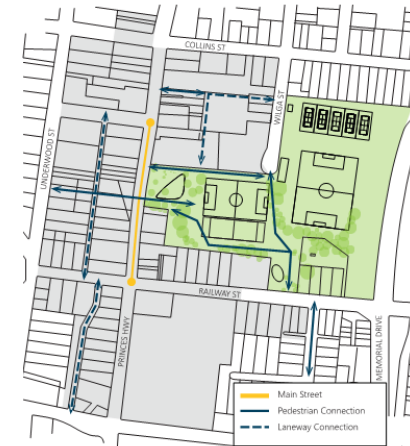 COLLINS ST
WILGA ST
UNDERWOOD ST
RAILWAY ST
PRINCES HWY
MEMORIAL DRIVE
Main Street
Pedestrian Connection
Laneway Connection